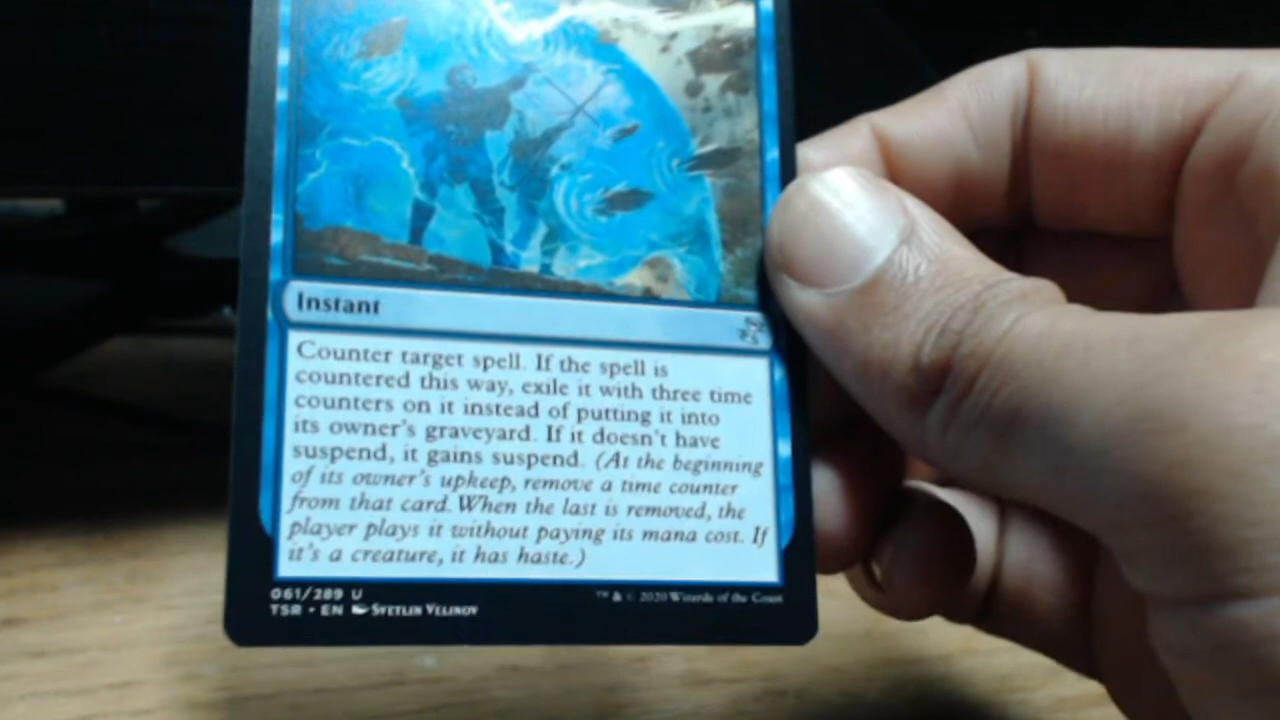 Instant
Counter target spell. If the spell is
countered this way, exile it with three time
counters on it instead of putting it into
its owner's graveyard. If it doesn't have
suspend, it gains suspend. (At the beginning
of its owner's upkeep, remove a time counter
from that card. When the last is removed, the
player plays it without paying its mana cost. If
it's a creature, it has haste.)
061/289 U
TSR • EN Svetlin Velinov
™ & © 2020 Wizards of the Coast